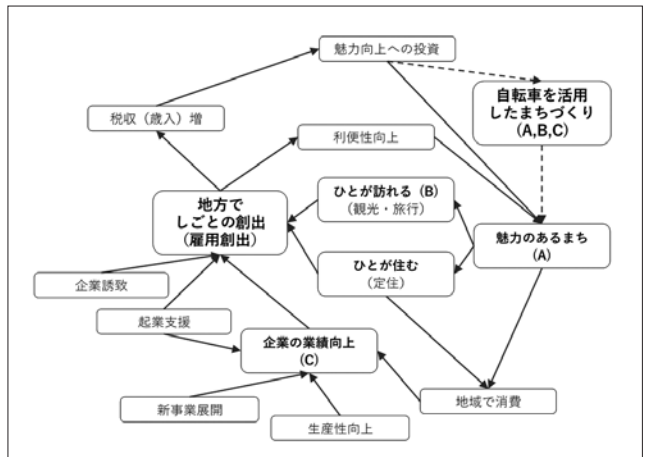 魅力向上への投資
自転車を活用
したまちづくり
(A,B,C)
税収（歳入）増
利便性向上
地方で
しごとの創出
（雇用創出）
ひとが訪れる（B）
（観光・旅行）
魅力のあるまち
(A)
ひとが住む
（定住）
企業誘致
起業支援
企業の業績向上
(C)
新事業展開
生産性向上
地域で消費